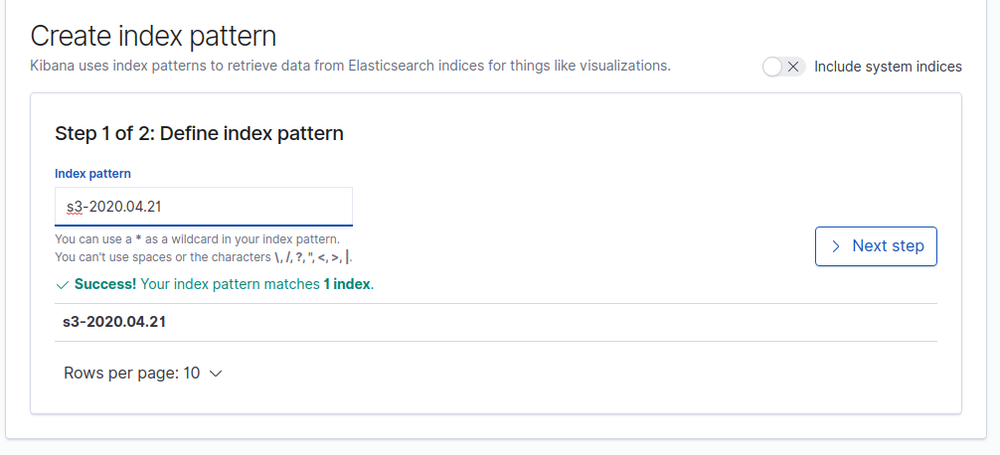 Create index pattern
Kibana uses index patterns to retrieve data from Elasticsearch indices for things like visualizations.
Include system indices
Step 1 of 2: Define index pattern
Index pattern
s3-2020.04.21
You can use a * as a wildcard in your index pattern.
You can't use spaces or the characters \, /, ?, ", <, >, |.
Next step
Success! Your index pattern matches 1 index.
s3-2020.04.21
Rows per page: 10